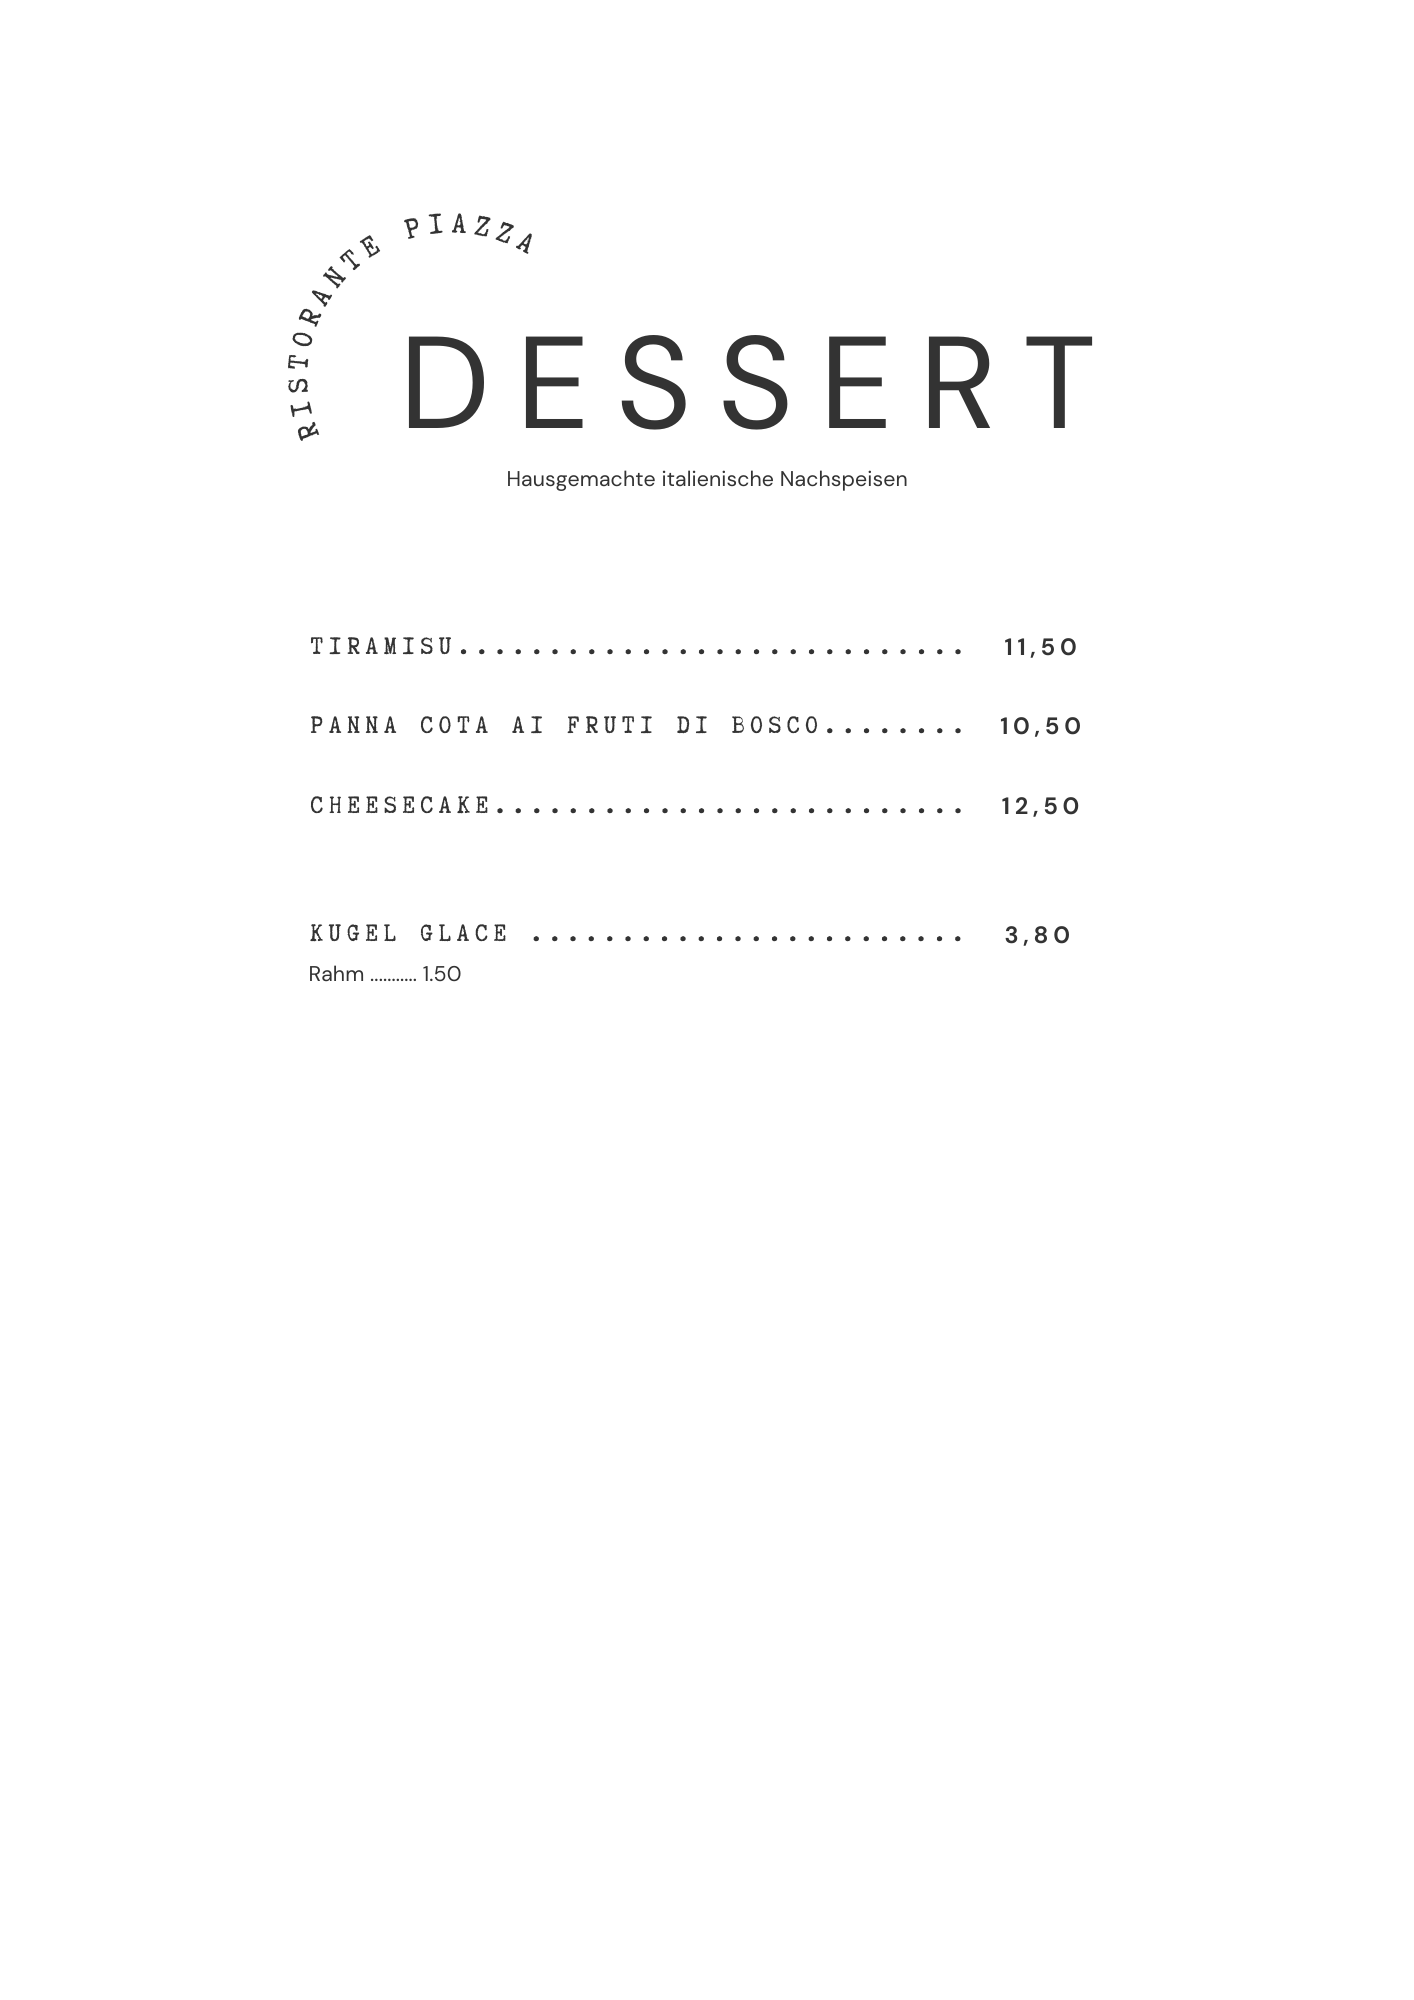 RISTORANTE PIAZZA
DESSERT
Hausgemachte italienische Nachspeisen
TIRAMISU............................ 11,50
PANNA COTA AI FRUTI DI BOSCO........ 10,50
CHEESECAKE.......................... 12,50
KUGEL GLACE ........................ 3,80
Rahm ........... 1.50